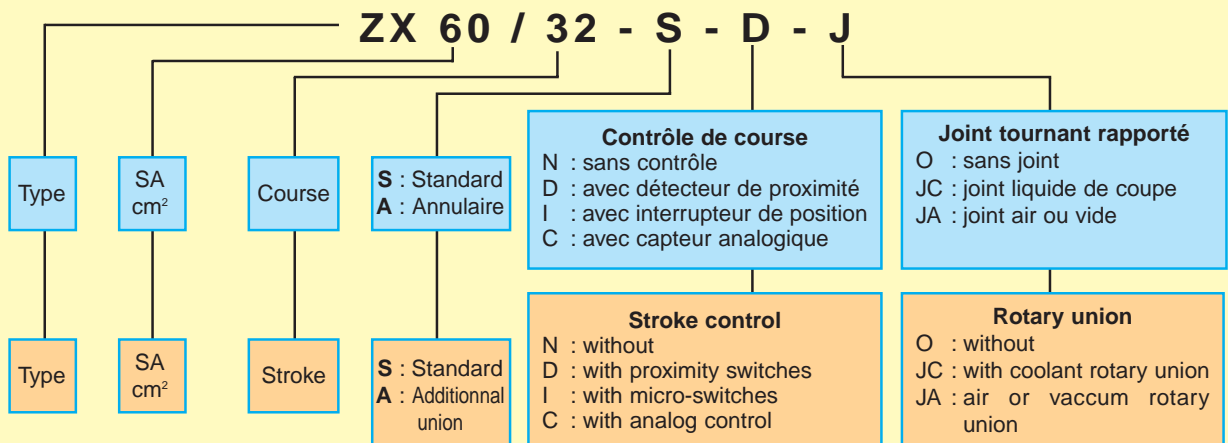 ZX 60 / 32 - S - D - J
Type
SA
cm²
Course
S : Standard
A : Annulaire
Contrôle de course
N : sans contrôle
D : avec détecteur de proximité
I : avec interrupteur de position
C : avec capteur analogique
Joint tournant rapporté
O : sans joint
JC : joint liquide de coupe
JA : joint air ou vide
Type
SA
cm²
Stroke
S : Standard
A : Additionnal
union
Stroke control
N : without
D : with proximity switches
I : with micro-switches
C : with analog control
Rotary union
O : without
JC : with coolant rotary union
JA : air or vaccum rotary
union